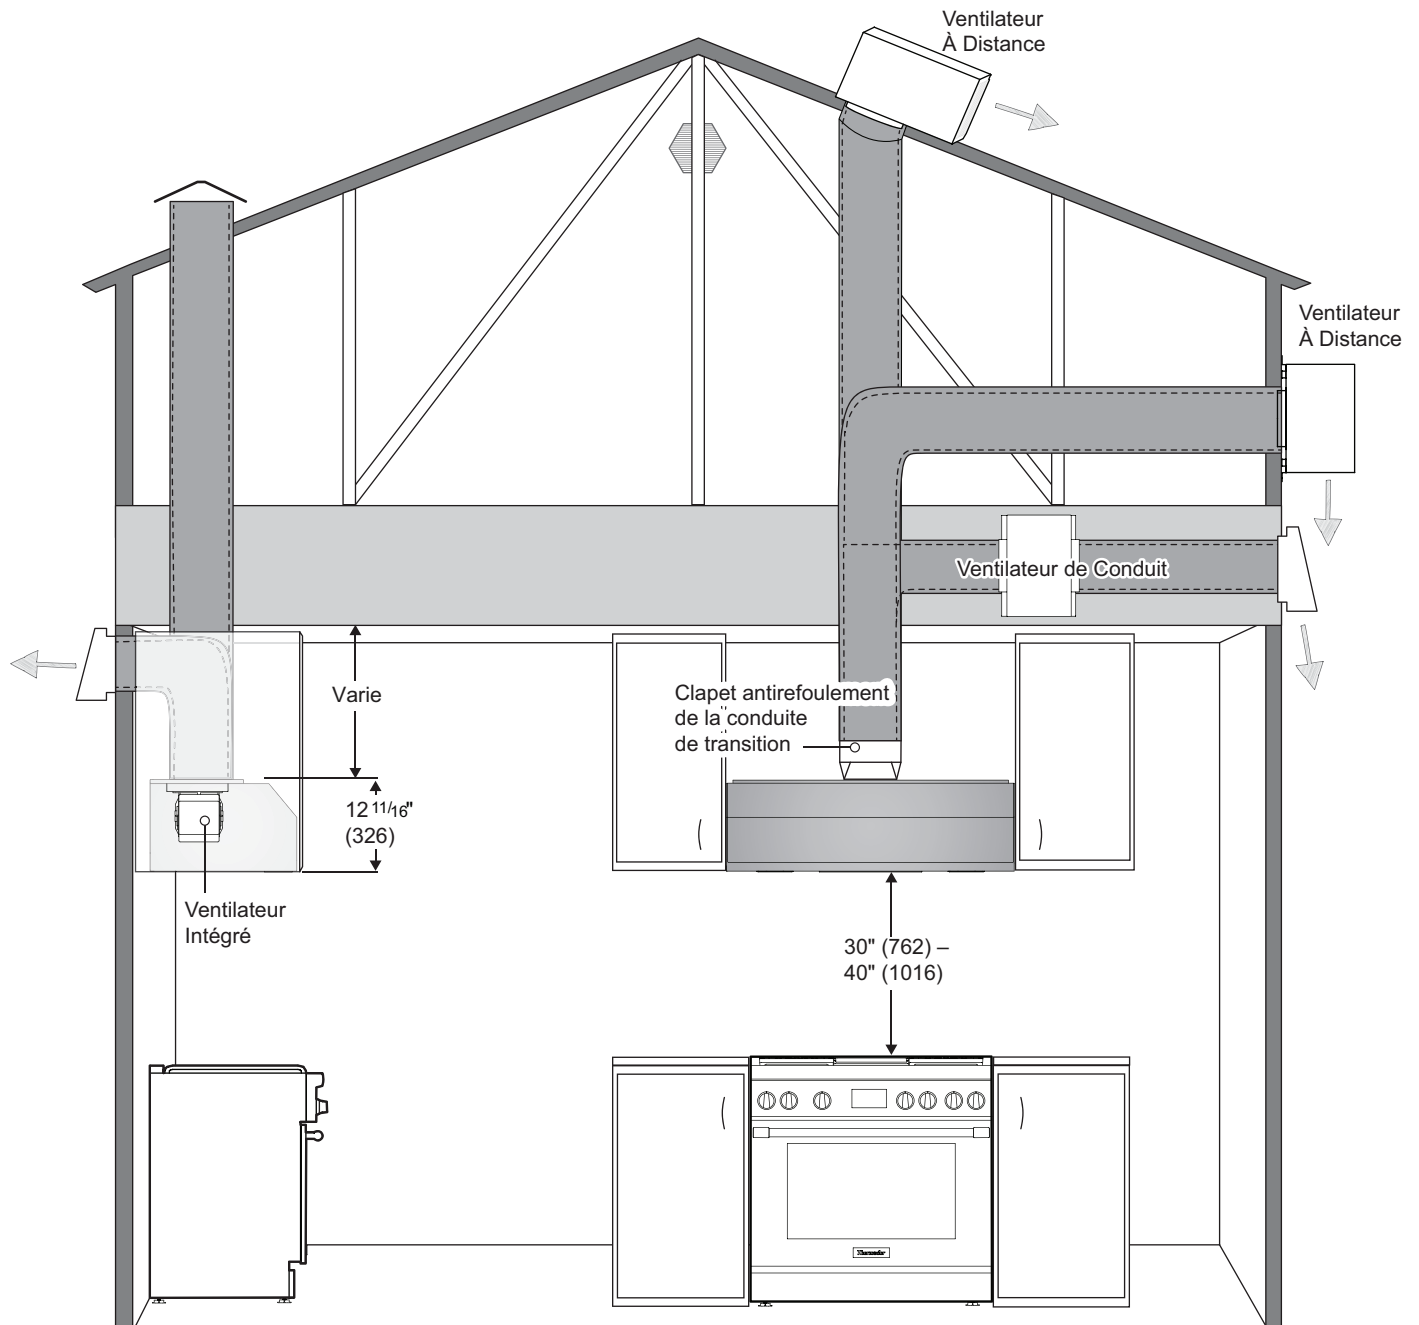 Ventilateur
À Distance
Ventilateur
À Distance
Ventilateur de Conduit
Varie
Clapet antirefoulement
de la conduite
de transition
12 11/16"
(326)
Ventilateur
Intégré
30" (762) –
40" (1016)
Thermador